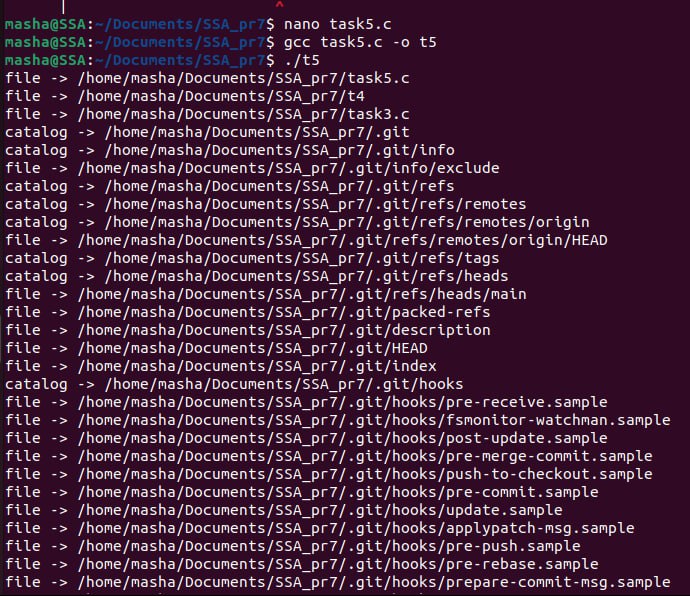 | ^
masha@SSA:~/Documents/SSA_pr7$ nano task5.c
masha@SSA:~/Documents/SSA_pr7$ gcc task5.c -o t5
masha@SSA:~/Documents/SSA_pr7$ ./t5
file -> /home/masha/Documents/SSA_pr7/task5.c
file -> /home/masha/Documents/SSA_pr7/t4
file -> /home/masha/Documents/SSA_pr7/task3.c
catalog -> /home/masha/Documents/SSA_pr7/.git
catalog -> /home/masha/Documents/SSA_pr7/.git/info
file -> /home/masha/Documents/SSA_pr7/.git/info/exclude
catalog -> /home/masha/Documents/SSA_pr7/.git/refs
catalog -> /home/masha/Documents/SSA_pr7/.git/refs/remotes
catalog -> /home/masha/Documents/SSA_pr7/.git/refs/remotes/origin
file -> /home/masha/Documents/SSA_pr7/.git/refs/remotes/origin/HEAD
catalog -> /home/masha/Documents/SSA_pr7/.git/refs/tags
catalog -> /home/masha/Documents/SSA_pr7/.git/refs/heads
file -> /home/masha/Documents/SSA_pr7/.git/refs/heads/main
file -> /home/masha/Documents/SSA_pr7/.git/packed-refs
file -> /home/masha/Documents/SSA_pr7/.git/description
file -> /home/masha/Documents/SSA_pr7/.git/HEAD
file -> /home/masha/Documents/SSA_pr7/.git/index
catalog -> /home/masha/Documents/SSA_pr7/.git/hooks
file -> /home/masha/Documents/SSA_pr7/.git/hooks/pre-receive.sample
file -> /home/masha/Documents/SSA_pr7/.git/hooks/fsmonitor-watchman.sample
file -> /home/masha/Documents/SSA_pr7/.git/hooks/post-update.sample
file -> /home/masha/Documents/SSA_pr7/.git/hooks/pre-merge-commit.sample
file -> /home/masha/Documents/SSA_pr7/.git/hooks/push-to-checkout.sample
file -> /home/masha/Documents/SSA_pr7/.git/hooks/pre-commit.sample
file -> /home/masha/Documents/SSA_pr7/.git/hooks/update.sample
file -> /home/masha/Documents/SSA_pr7/.git/hooks/applypatch-msg.sample
file -> /home/masha/Documents/SSA_pr7/.git/hooks/pre-push.sample
file -> /home/masha/Documents/SSA_pr7/.git/hooks/pre-rebase.sample
file -> /home/masha/Documents/SSA_pr7/.git/hooks/prepare-commit-msg.sample